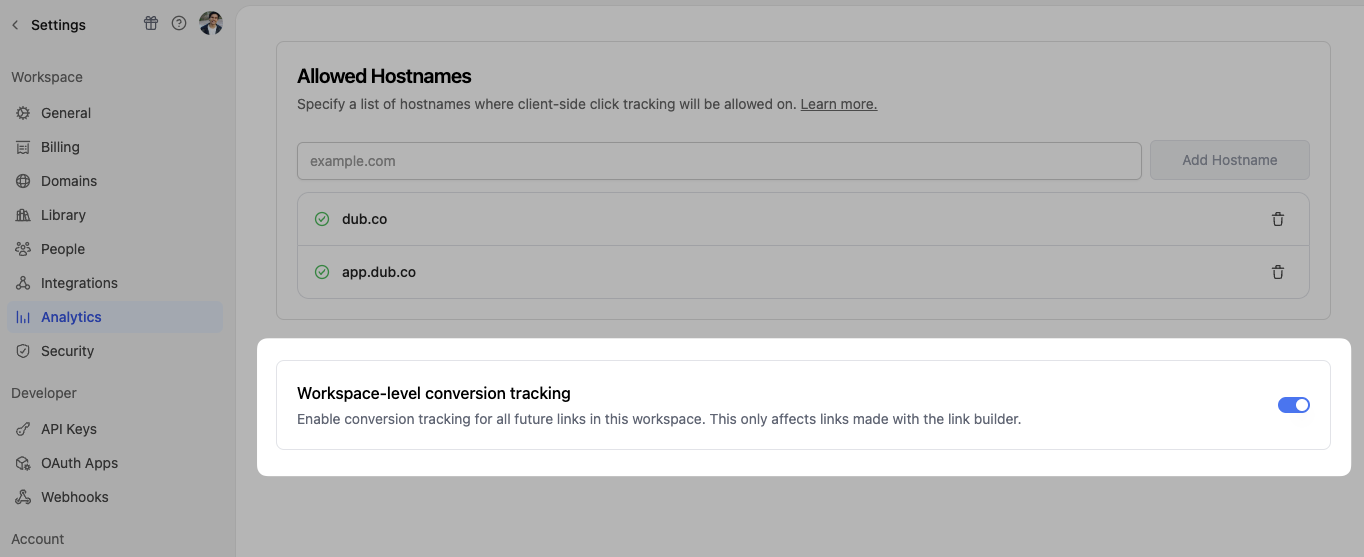 Settings
Workspace
General
Billing
Domains
Library
People
Integrations
Analytics
Security
Developer
API Keys
OAuth Apps
Webhooks
Account
Allowed Hostnames
Specify a list of hostnames where client-side click tracking will be allowed on. Learn more.
example.com
Add Hostname
dub.co
app.dub.co
Workspace-level conversion tracking
Enable conversion tracking for all future links in this workspace. This only affects links made with the link builder.